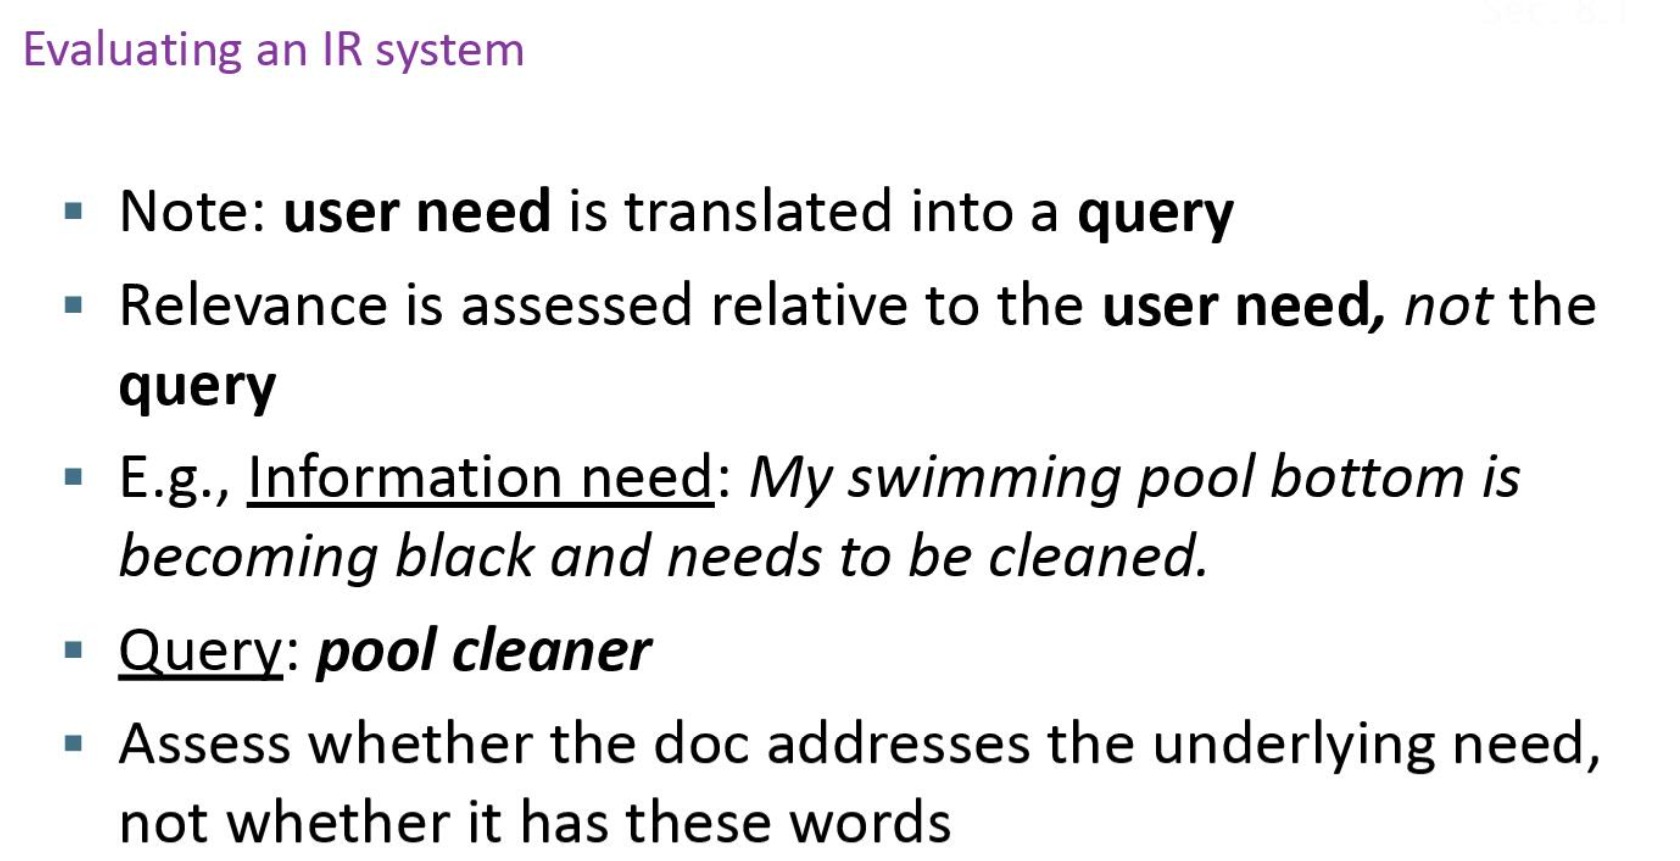 Sec. 8.1
Evaluating an IR system
▪ Note: user need is translated into a query
▪ Relevance is assessed relative to the user need, not the
query
▪ E.g., Information need: My swimming pool bottom is
becoming black and needs to be cleaned.
▪ Query: pool cleaner
▪ Assess whether the doc addresses the underlying need,
not whether it has these words